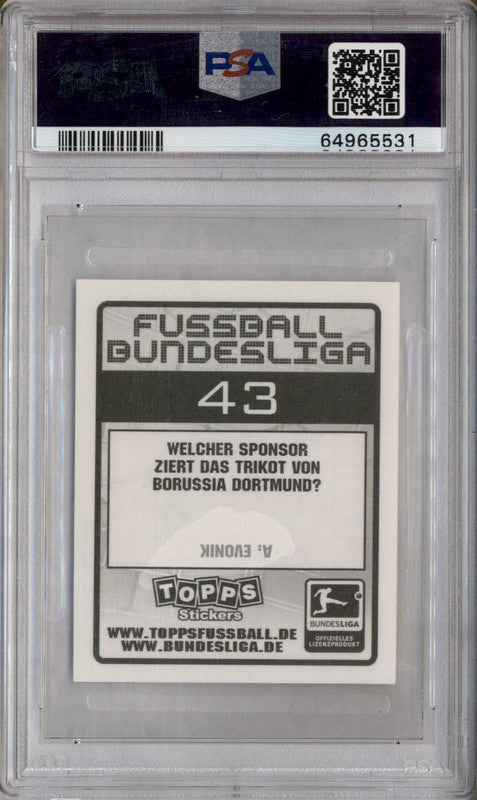 PSA
64965531
FUSSBALL
BUNDESLIGA
43
WELCHER SPONSOR
ZIERT DAS TRIKOT VON
BORUSSIA DORTMUND?
A. EVONIK
TOPPS
Stickers
BUNDESLIGA
OFFIZIELLES
LIZENZPRODUKT
WWW.TOPPSFUSSBALL.DE
WWW.BUNDESLIGA.DE